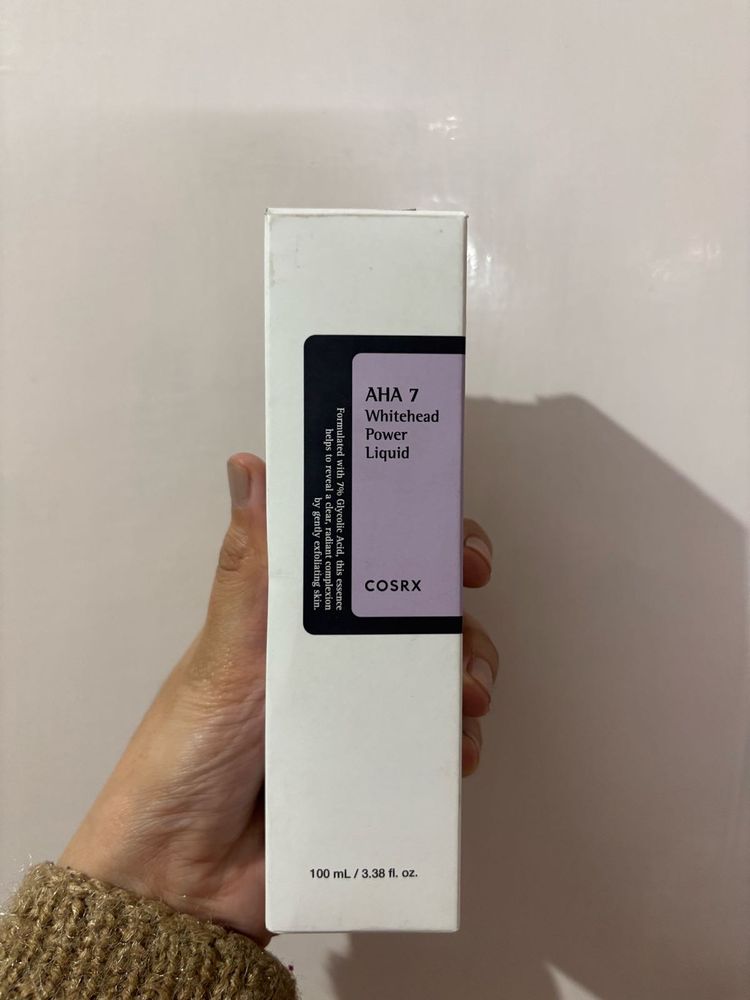 AHA 7
Whitehead
Power
Liquid
COSRX
Formulated with 7% Glycolic Acid, this essence
helps to reveal a clear, radiant complexion
by gently exfoliating skin.
100 mL / 3.38 fl. oz.